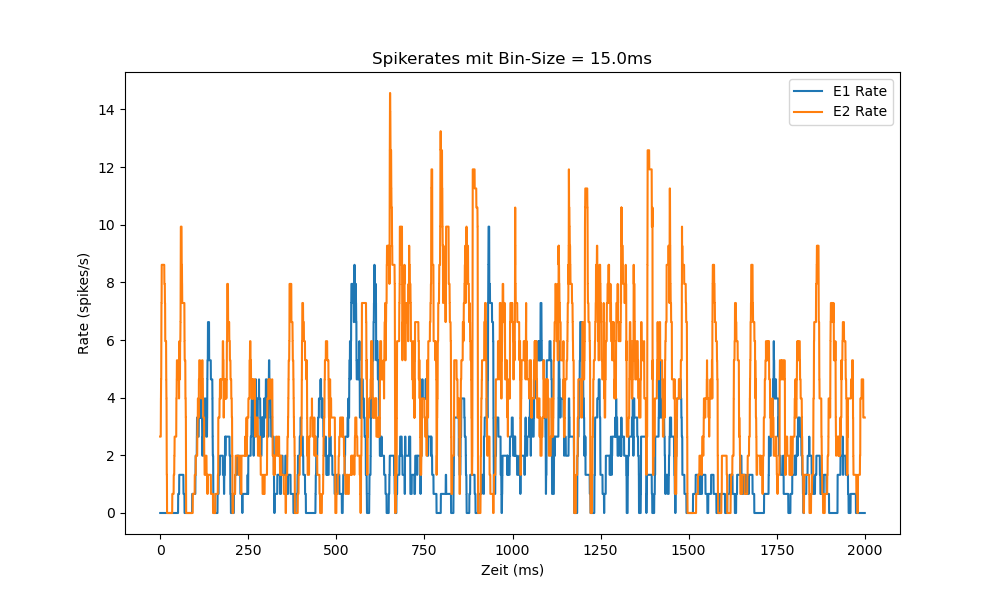 Spikerates mit Bin-Size = 15.0ms
E1 Rate
E2 Rate
Rate (spikes/s)
14
12
10
8
6
4
2
0
0 250 500 750 1000 1250 1500 1750 2000
Zeit (ms)